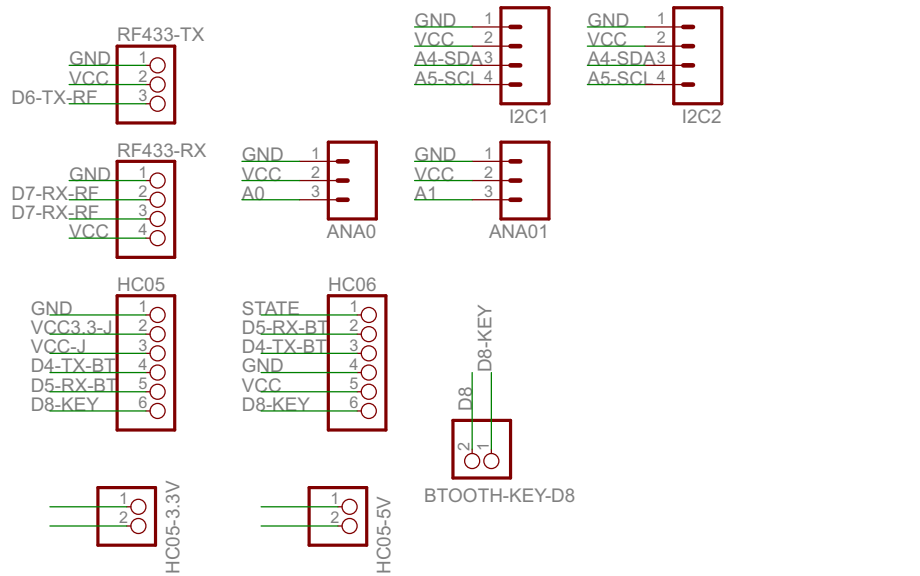 RF433-TX
GND 1
VCC 2
D6-TX-RF 3
GND 1
VCC 2
A4-SDA 3
A5-SCL 4
I2C1
GND 1
VCC 2
A4-SDA 3
A5-SCL 4
I2C2
RF433-RX
GND 1
D7-RX-RF 2
D7-RX-RF 3
VCC 4
GND 1
VCC 2
A0 3
ANA0
GND 1
VCC 2
A1 3
ANA01
HC05
GND 1
VCC3.3-J 2
VCC-J 3
D4-TX-BT 4
D5-RX-BT 5
D8-KEY 6
HC06
STATE 1
D5-RX-BT 2
D4-TX-BT 3
GND 4
VCC 5
D8-KEY 6
D8 2
D8-KEY 1
BTOOTH-KEY-D8
1
2
HC05-3.3V
1
2
HC05-5V